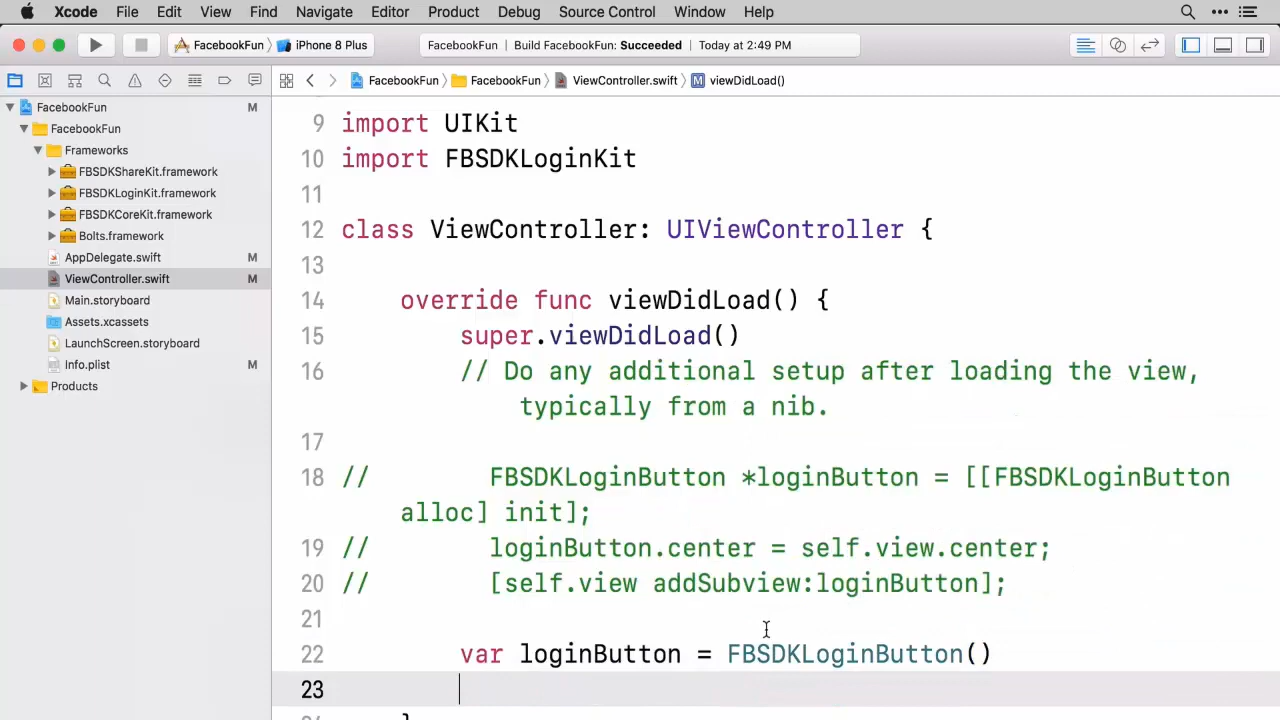 Xcode File Edit View Find Navigate Editor Product Debug Source Control Window Help
FacebookFun iPhone 8 Plus FacebookFun | Build FacebookFun: Succeeded | Today at 2:49 PM
FacebookFun FacebookFun ViewController.swift M viewDidLoad()
FacebookFun M
FacebookFun
Frameworks
FBSDKShareKit.framework
FBSDKLoginKit.framework
FBSDKCoreKit.framework
Bolts.framework
AppDelegate.swift M
ViewController.swift M
Main.storyboard
Assets.xcassets
LaunchScreen.storyboard
Info.plist M
Products
9 import UIKit
10 import FBSDKLoginKit
11
12 class ViewController: UIViewController {
13
14 override func viewDidLoad() {
15 super.viewDidLoad()
16 // Do any additional setup after loading the view,
typically from a nib.
17
18 // FBSDKLoginButton *loginButton = [[FBSDKLoginButton
alloc] init];
19 // loginButton.center = self.view.center;
20 // [self.view addSubview:loginButton];
21
22 var loginButton = FBSDKLoginButton()
23